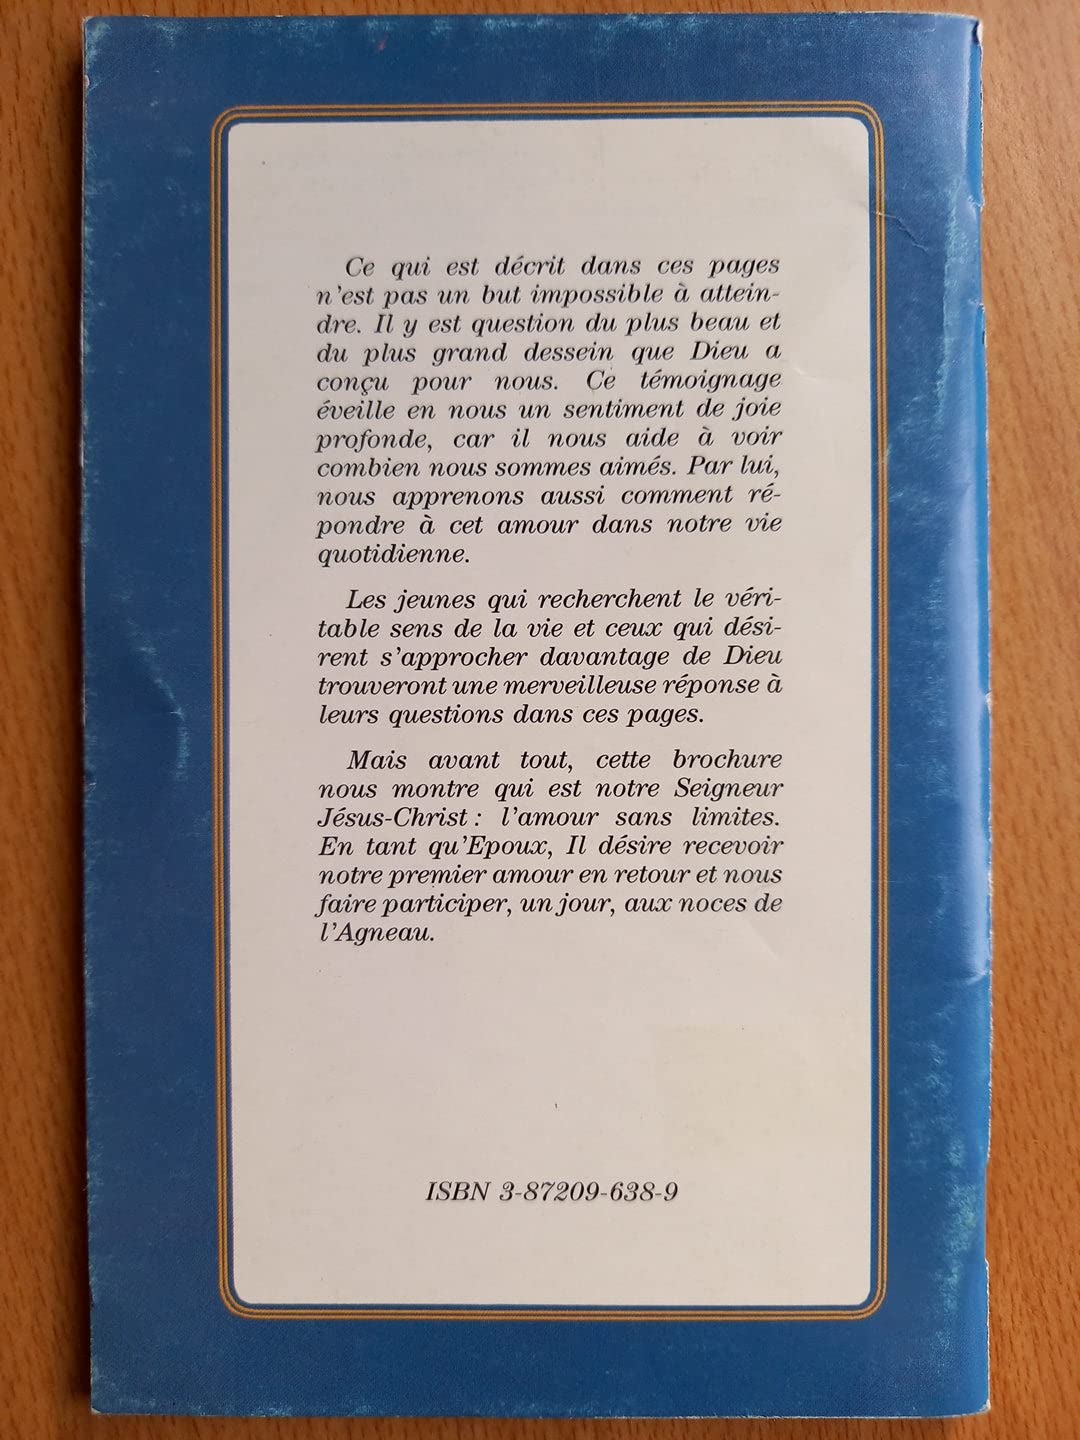 Ce qui est décrit dans ces pages
n'est pas un but impossible à attein-
dre. Il y est question du plus beau et
du plus grand dessein que Dieu a
conçu pour nous. Ce témoignage
éveille en nous un sentiment de joie
profonde, car il nous aide à voir
combien nous sommes aimés. Par lui,
nous apprenons aussi comment ré-
pondre à cet amour dans notre vie
quotidienne.
Les jeunes qui recherchent le véri-
table sens de la vie et ceux qui dési-
rent s'approcher davantage de Dieu
trouveront une merveilleuse réponse à
leurs questions dans ces pages.
Mais avant tout, cette brochure
nous montre qui est notre Seigneur
Jésus-Christ : l'amour sans limites.
En tant qu'Epoux, Il désire recevoir
notre premier amour en retour et nous
faire participer, un jour, aux noces de
l'Agneau.
ISBN 3-87209-638-9